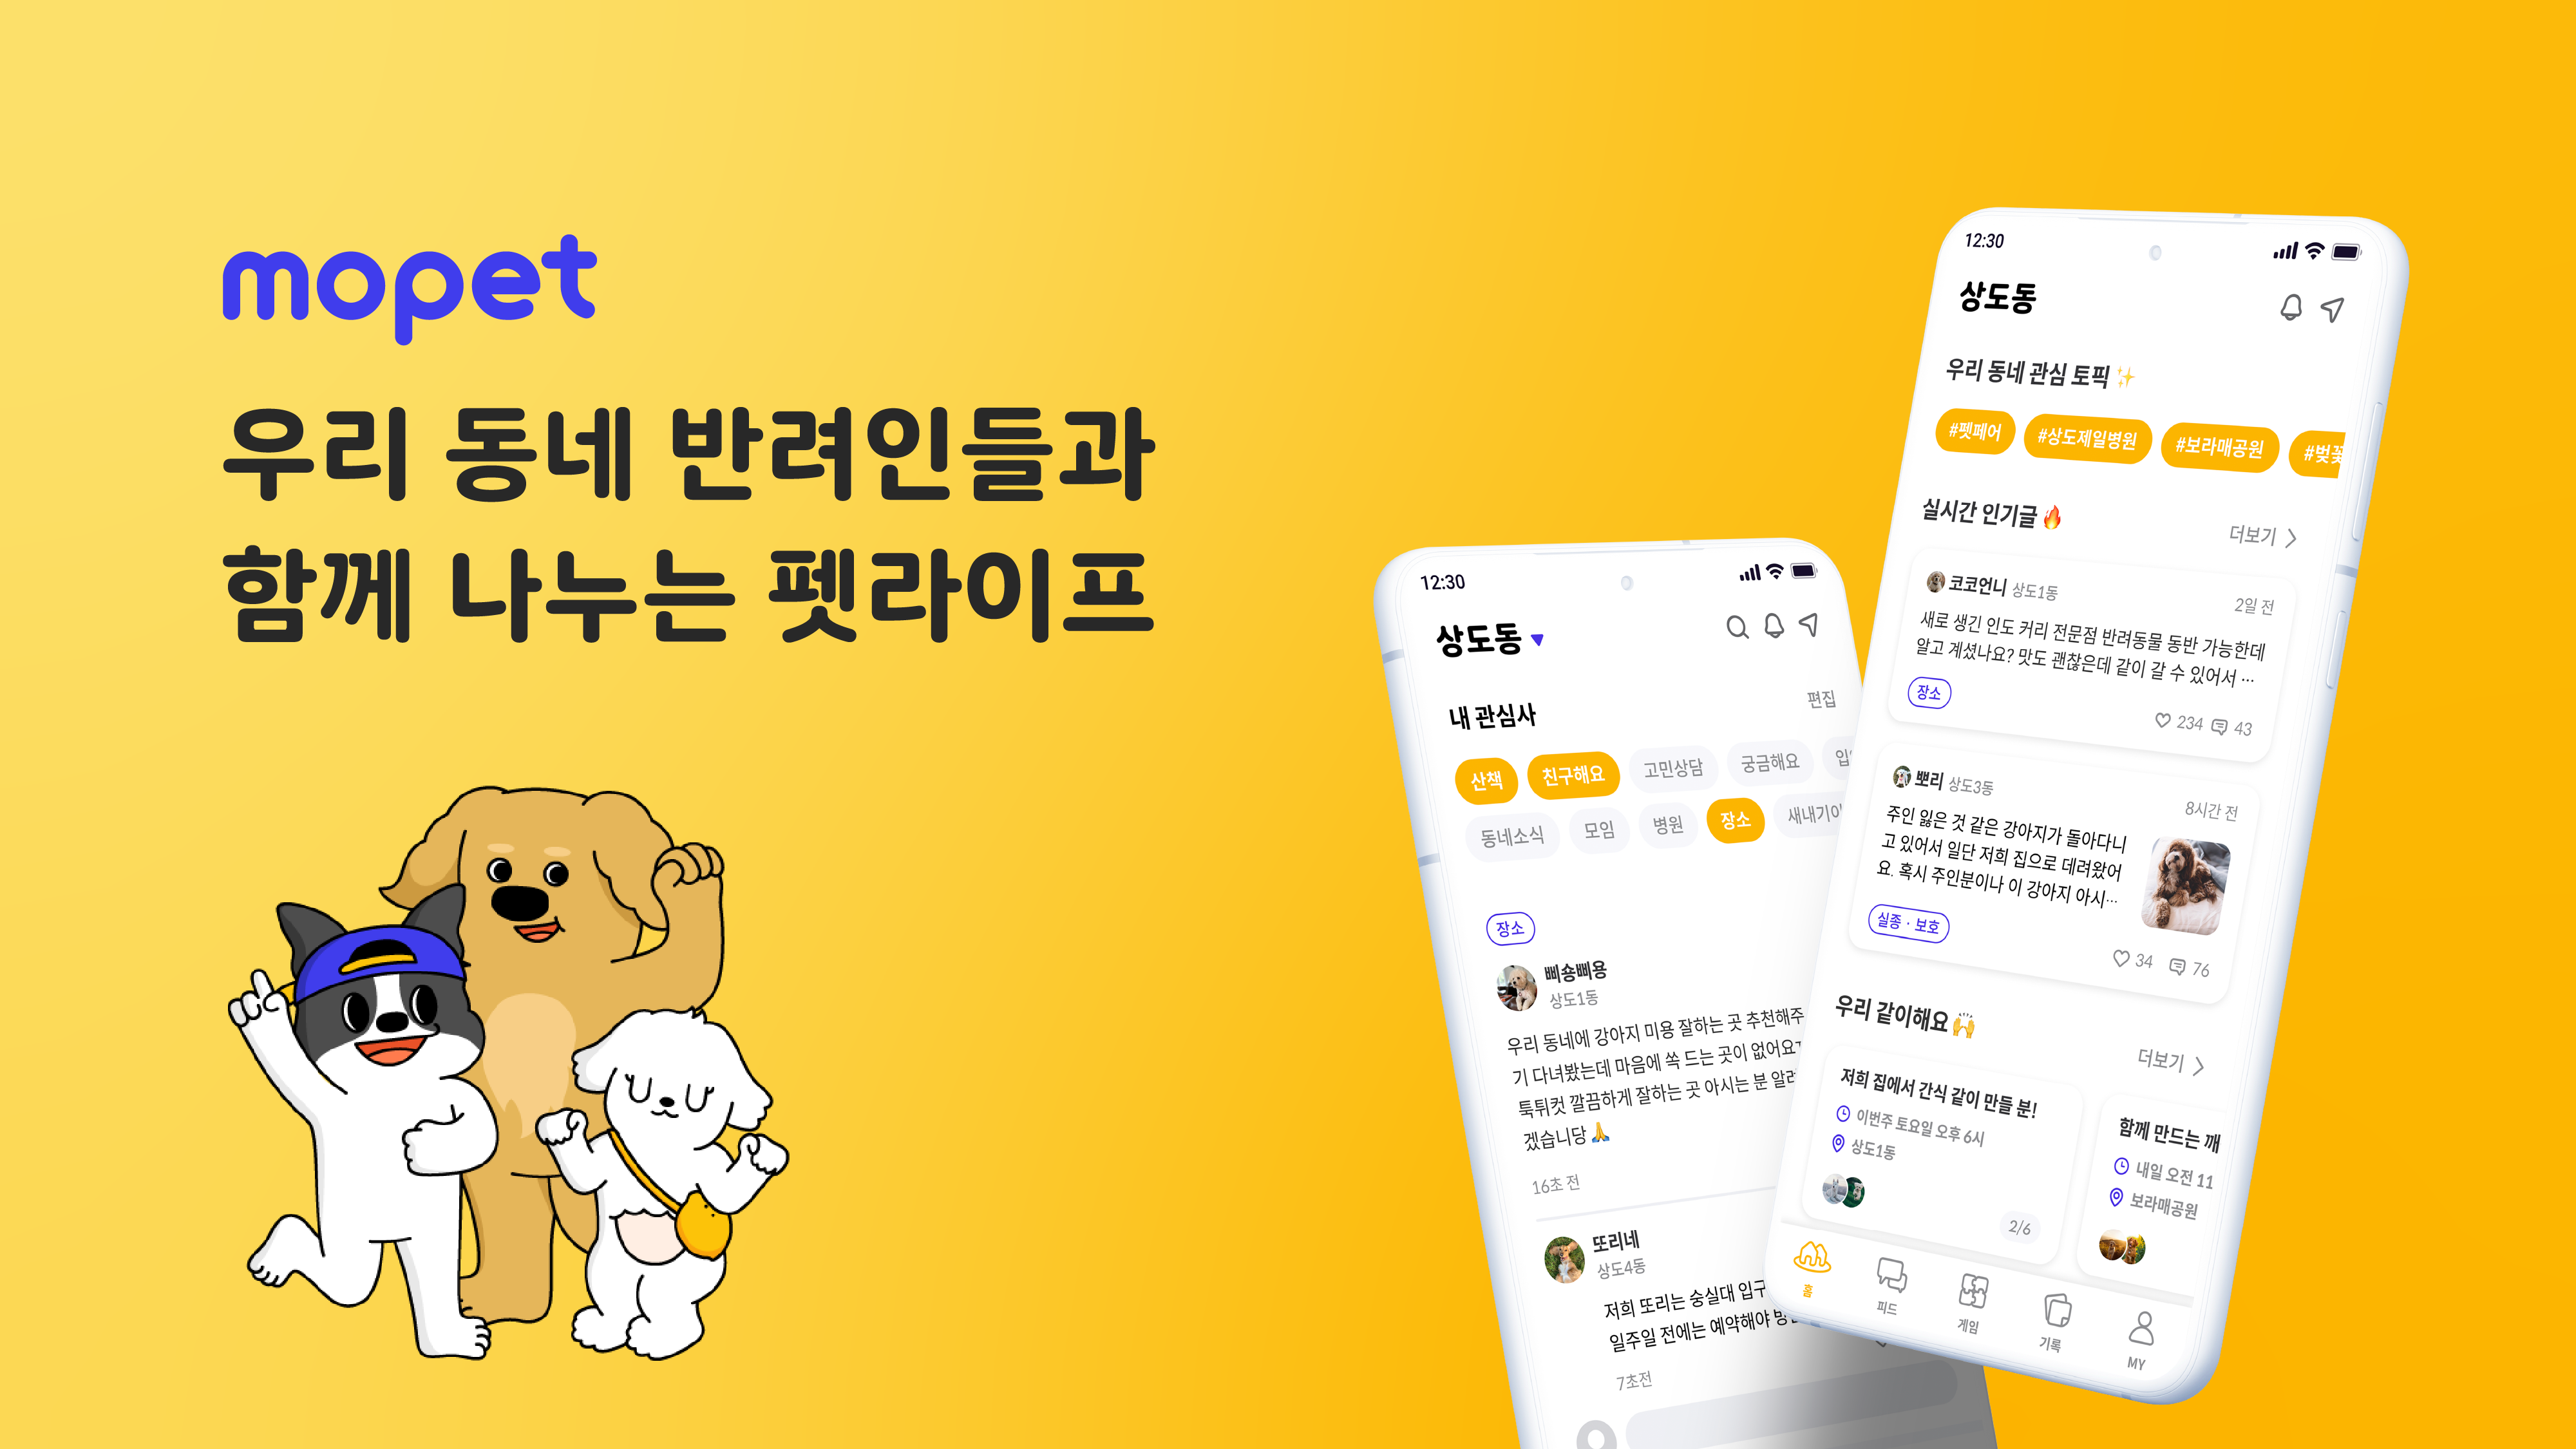 mopet
우리 동네 반려인들과
함께 나누는 펫라이프
12:30
상도동
내 관심사
편집
산책
친구해요
고민상담
궁금해요
동네소식
모임
병원
장소
새내기
장소
삐숑삐용
상도1동
우리 동네에 강아지 미용 잘하는 곳 추천해주
기 다녀봤는데 마음에 쏙 드는 곳이 없어요
툭튀컷 깔끔하게 잘하는 곳 아시는 분 알려
겠습니당 🙏
16초 전
또리네
상도4동
저희 또리는 숭실대 입구
일주일 전에는 예약해야
7초전
12:30
상도동
우리 동네 관심 토픽 ✨
#펫페어
#상도제일병원
#보라매공원
#벚꽃
실시간 인기글 🔥
더보기 >
코코언니 상도1동
2일 전
새로 생긴 인도 커리 전문점 반려동물 동반 가능한데
알고 계셨나요? 맛도 괜찮은데 같이 갈 수 있어서 ...
장소
234 43
뽀리 상도3동
8시간 전
주인 잃은 것 같은 강아지가 돌아다니
고 있어서 일단 저희 집으로 데려왔어
요. 혹시 주인분이나 이 강아지 아시...
실종 · 보호
34 76
우리 같이해요 🙌
더보기 >
저희 집에서 간식 같이 만들 분!
이번주 토요일 오후 6시
상도1동
2/6
함께 만드는 깨
내일 오전 11
보라매공원
홈
피드
게임
기록
MY